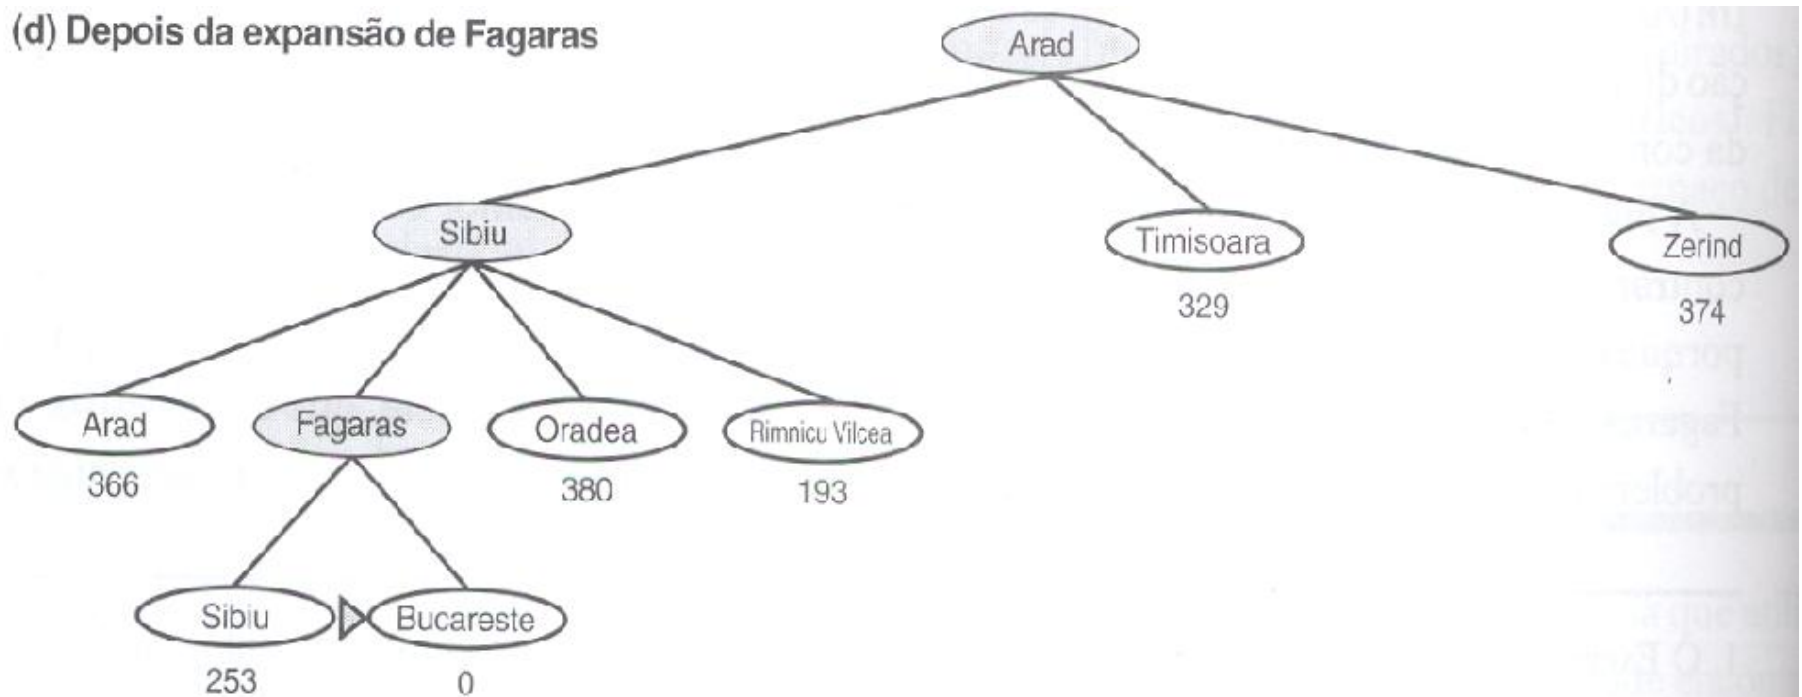 (d) Depois da expansão de Fagaras
Arad
Sibiu
Timisoara
Zerind
329
374
Arad
Fagaras
Oradea
Rimnicu Vilcea
366
380
193
Sibiu
Bucareste
253
0